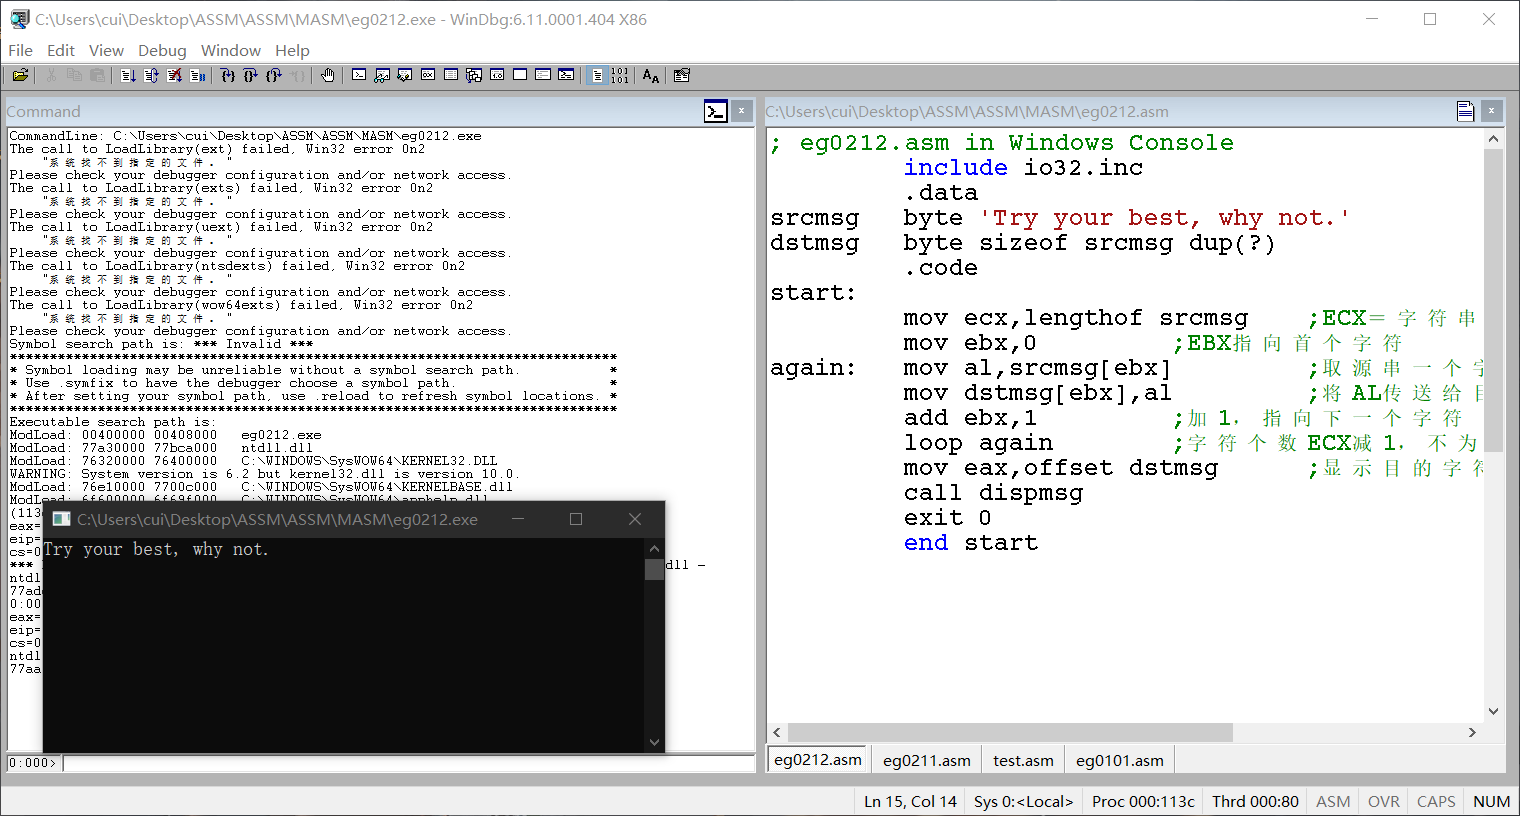 C:\Users\cui\Desktop\ASSM\ASSM\MASM\eg0212.exe - WinDbg:6.11.0001.404 X86
File Edit View Debug Window Help
Command
CommandLine: C:\Users\cui\Desktop\ASSM\ASSM\MASM\eg0212.exe
The call to LoadLibrary(ext) failed, Win32 error 0n2
"系统找不到指定的文件. "
Please check your debugger configuration and/or network access.
The call to LoadLibrary(exts) failed, Win32 error 0n2
"系统找不到指定的文件. "
Please check your debugger configuration and/or network access.
The call to LoadLibrary(uext) failed, Win32 error 0n2
"系统找不到指定的文件. "
Please check your debugger configuration and/or network access.
The call to LoadLibrary(ntsdexts) failed, Win32 error 0n2
"系统找不到指定的文件. "
Please check your debugger configuration and/or network access.
The call to LoadLibrary(wow64exts) failed, Win32 error 0n2
"系统找不到指定的文件. "
Please check your debugger configuration and/or network access.
Symbol search path is: *** Invalid ***
****************************************************************************
* Symbol loading may be unreliable without a symbol search path.           *
* Use .symfix to have the debugger choose a symbol path.                   *
* After setting your symbol path, use .reload to refresh symbol locations. *
****************************************************************************
Executable search path is:
ModLoad: 00400000 00408000   eg0212.exe
ModLoad: 77a30000 77bca000   ntdll.dll
ModLoad: 76320000 76400000   C:\WINDOWS\SysWOW64\KERNEL32.DLL
WARNING: System version is 6.2 but kernel32.dll is version 10.0.
ModLoad: 76e10000 7700c000   C:\WINDOWS\SysWOW64\KERNELBASE.dll
ModLoad: 6f600000 6f69f000   C:\WINDOWS\SysWOW64\apphelp.dll
(113
eax=
eip=
cs=0
*** dll -
ntdl
77ad
0:00
eax=
eip=
cs=0
ntdl
77aa
C:\Users\cui\Desktop\ASSM\ASSM\MASM\eg0212.exe
Try your best, why not.
0:000>
C:\Users\cui\Desktop\ASSM\ASSM\MASM\eg0212.asm
; eg0212.asm in Windows Console
include io32.inc
.data
srcmsg byte 'Try your best, why not.'
dstmsg byte sizeof srcmsg dup(?)
.code
start:
mov ecx,lengthof srcmsg ;ECX＝字符串
mov ebx,0 ;EBX指向首个字符
again: mov al,srcmsg[ebx] ;取源串一个字
mov dstmsg[ebx],al ;将AL传送给目
add ebx,1 ;加1，指向下一个字符
loop again ;字符个数ECX减1，不为
mov eax,offset dstmsg ;显示目的字符
call dispmsg
exit 0
end start
eg0212.asm eg0211.asm test.asm eg0101.asm
Ln 15, Col 14 Sys 0:<Local> Proc 000:113c Thrd 000:80 ASM OVR CAPS NUM